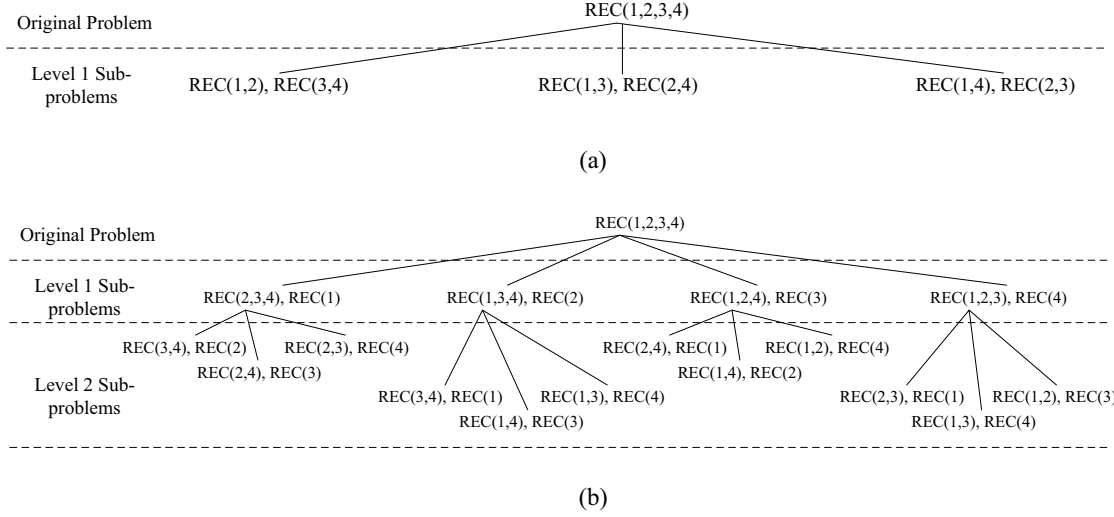 REC(1,2,3,4)
Original Problem
Level 1 Sub-
problems
REC(1,2), REC(3,4)
REC(1,3), REC(2,4)
REC(1,4), REC(2,3)
(a)
REC(1,2,3,4)
Original Problem
Level 1 Sub-
problems
REC(2,3,4), REC(1)
REC(1,3,4), REC(2)
REC(1,2,4), REC(3)
REC(1,2,3), REC(4)
Level 2 Sub-
problems
REC(3,4), REC(2)
REC(2,3), REC(4)
REC(2,4), REC(3)
REC(3,4), REC(1)
REC(1,3), REC(4)
REC(1,4), REC(3)
REC(2,4), REC(1)
REC(1,2), REC(4)
REC(1,4), REC(2)
REC(2,3), REC(1)
REC(1,2), REC(3)
REC(1,3), REC(4)
(b)